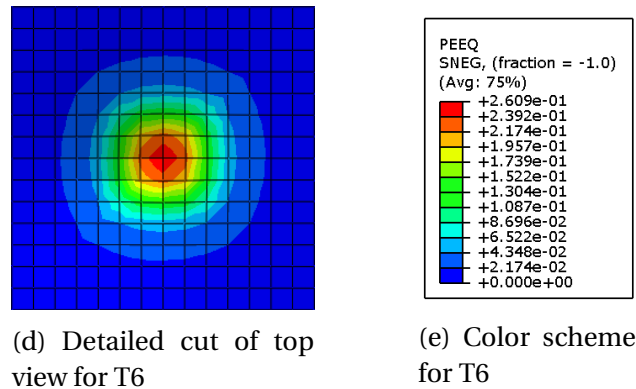 PEEQ
SNEG, (fraction = -1.0)
(Avg: 75%)
+2.609e-01
+2.392e-01
+2.174e-01
+1.957e-01
+1.739e-01
+1.522e-01
+1.304e-01
+1.087e-01
+8.696e-02
+6.522e-02
+4.348e-02
+2.174e-02
+0.000e+00
(d) Detailed cut of top
view for T6
(e) Color scheme
for T6